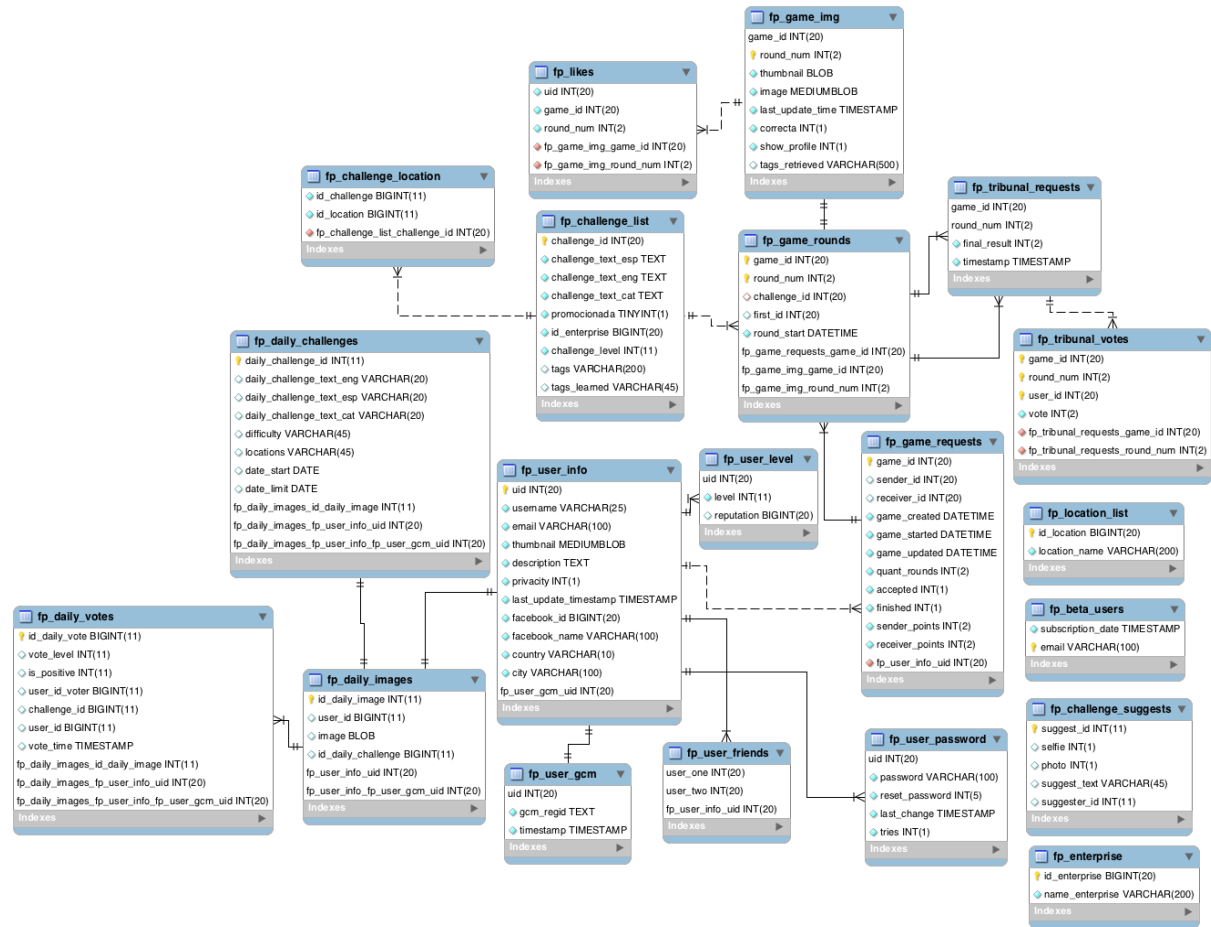 fp_game_img
game_id INT(20)
round_num INT(2)
thumbnail BLOB
image MEDIUMBLOB
last_update_time TIMESTAMP
correcta INT(1)
show_profile INT(1)
tags_retrieved VARCHAR(500)
Indexes
fp_likes
uid INT(20)
game_id INT(20)
round_num INT(2)
fp_game_img_game_id INT(20)
fp_game_img_round_num INT(2)
Indexes
fp_challenge_location
id_challenge BIGINT(11)
id_location BIGINT(11)
fp_challenge_list_challenge_id INT(20)
Indexes
fp_challenge_list
challenge_id INT(20)
challenge_text_esp TEXT
challenge_text_eng TEXT
challenge_text_cat TEXT
promocionada TINYINT(1)
id_enterprise BIGINT(20)
challenge_level INT(11)
tags VARCHAR(200)
tags_learned VARCHAR(45)
Indexes
fp_game_rounds
game_id INT(20)
round_num INT(2)
challenge_id INT(20)
first_id INT(20)
round_start DATETIME
fp_game_requests_game_id INT(20)
fp_game_img_game_id INT(20)
fp_game_img_round_num INT(2)
Indexes
fp_tribunal_requests
game_id INT(20)
round_num INT(2)
final_result INT(2)
timestamp TIMESTAMP
Indexes
fp_tribunal_votes
game_id INT(20)
round_num INT(2)
user_id INT(20)
vote INT(2)
fp_tribunal_requests_game_id INT(20)
fp_tribunal_requests_round_num INT(2)
Indexes
fp_daily_challenges
daily_challenge_id INT(11)
daily_challenge_text_eng VARCHAR(20)
daily_challenge_text_esp VARCHAR(20)
daily_challenge_text_cat VARCHAR(20)
difficulty VARCHAR(45)
locations VARCHAR(45)
date_start DATE
date_limit DATE
fp_daily_images_id_daily_image INT(11)
fp_daily_images_fp_user_info_uid INT(20)
fp_daily_images_fp_user_info_fp_user_gcm_uid INT(20)
Indexes
fp_user_info
uid INT(20)
username VARCHAR(25)
email VARCHAR(100)
thumbnail MEDIUMBLOB
description TEXT
privacity INT(1)
last_update_timestamp TIMESTAMP
facebook_id BIGINT(20)
facebook_name VARCHAR(100)
country VARCHAR(10)
city VARCHAR(100)
fp_user_gcm_uid INT(20)
Indexes
fp_user_level
uid INT(20)
level INT(11)
reputation BIGINT(20)
Indexes
fp_game_requests
game_id INT(20)
sender_id INT(20)
receiver_id INT(20)
game_created DATETIME
game_started DATETIME
game_updated DATETIME
quant_rounds INT(2)
accepted INT(1)
finished INT(1)
sender_points INT(2)
receiver_points INT(2)
fp_user_info_uid INT(20)
Indexes
fp_location_list
id_location BIGINT(20)
location_name VARCHAR(200)
Indexes
fp_beta_users
subscription_date TIMESTAMP
email VARCHAR(100)
Indexes
fp_daily_votes
id_daily_vote BIGINT(11)
vote_level INT(11)
is_positive INT(11)
user_id_voter BIGINT(11)
challenge_id BIGINT(11)
user_id BIGINT(11)
vote_time TIMESTAMP
fp_daily_images_id_daily_image INT(11)
fp_daily_images_fp_user_info_uid INT(20)
fp_daily_images_fp_user_info_fp_user_gcm_uid INT(20)
Indexes
fp_daily_images
id_daily_image INT(11)
user_id BIGINT(11)
image BLOB
id_daily_challenge BIGINT(11)
fp_user_info_uid INT(20)
fp_user_info_fp_user_gcm_uid INT(20)
Indexes
fp_user_gcm
uid INT(20)
gcm_regid TEXT
timestamp TIMESTAMP
Indexes
fp_user_friends
user_one INT(20)
user_two INT(20)
fp_user_info_uid INT(20)
Indexes
fp_user_password
uid INT(20)
password VARCHAR(100)
reset_password INT(5)
last_change TIMESTAMP
tries INT(1)
Indexes
fp_challenge_suggests
suggest_id INT(11)
selfie INT(1)
photo INT(1)
suggest_text VARCHAR(45)
suggester_id INT(11)
Indexes
fp_enterprise
id_enterprise BIGINT(20)
name_enterprise VARCHAR(200)
Indexes